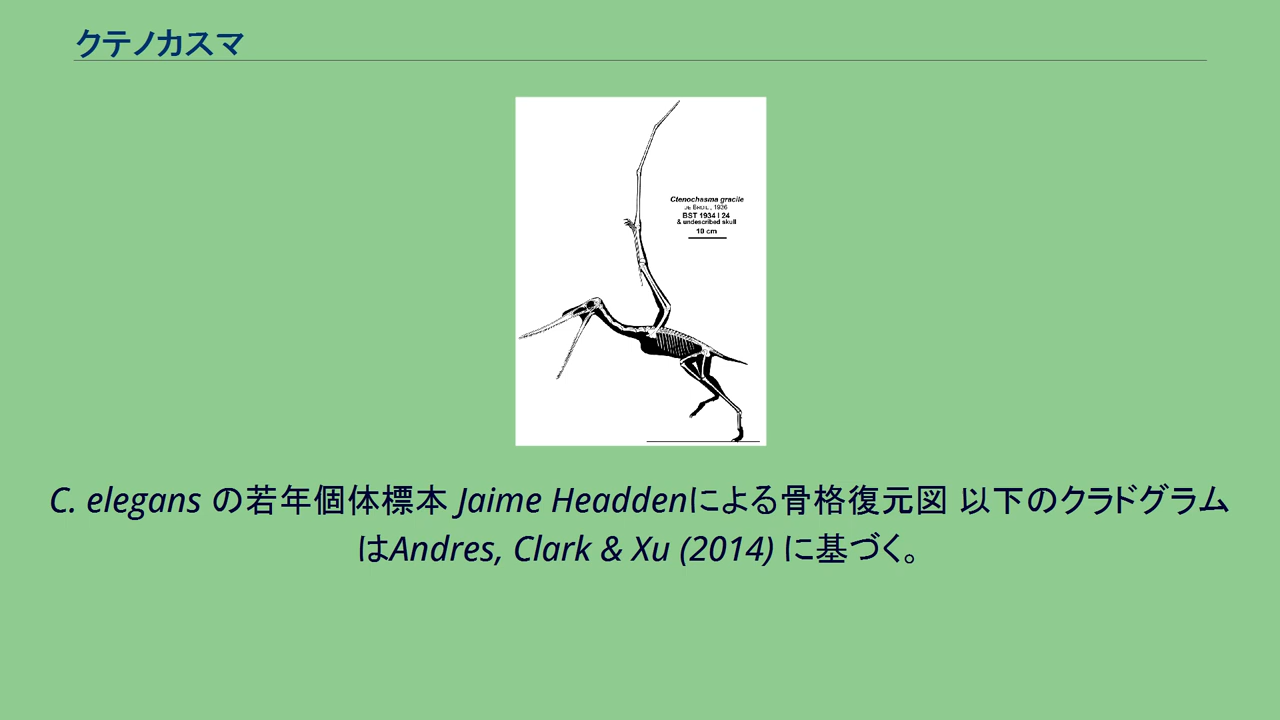 クテノカスマ
Ctenochasma gracile
BST 1934 I 24
& undescribed skull
10 cm
C. elegans の若年個体標本 Jaime Headdenによる骨格復元図 以下のクラドグラム
はAndres, Clark & Xu (2014) に基づく。